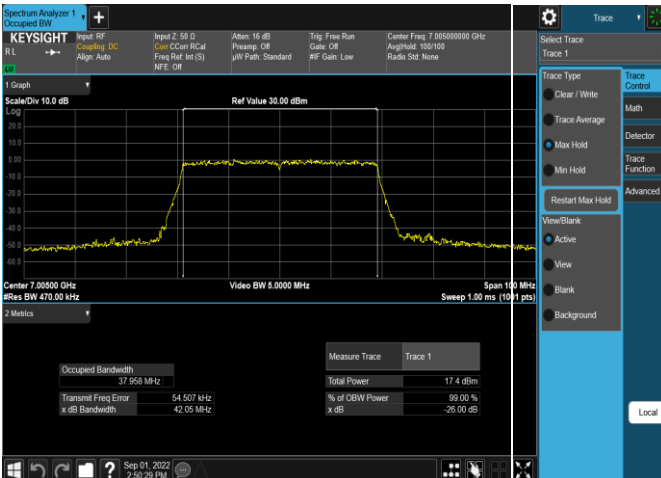 Spectrum Analyzer 1
Occupied BW
+
Trace
KEYSIGHT
Input: RF
Coupling: DC
Align: Auto
Input Z: 50 Ω
Corr CCorr RCal
Freq Ref: Int (S)
NFE: Off
Atten: 16 dB
Preamp: Off
µW Path: Standard
Trig: Free Run
Gate: Off
#IF Gain: Low
Center Freq: 7.005000000 GHz
Avg|Hold: 100/100
Radio Std: None
RL
Select Trace
Trace 1
1 Graph
Scale/Div 10.0 dB
Ref Value 30.00 dBm
Log
20.0
10.0
0.00
-10.0
-20.0
-30.0
-40.0
-50.0
-60.0
Center 7.00500 GHz
#Res BW 470.00 kHz
Video BW 5.0000 MHz
Span 100 MHz
Sweep 1.00 ms (1001 pts)
2 Metrics
Occupied Bandwidth
37.958 MHz
Transmit Freq Error 54.507 kHz
x dB Bandwidth 42.05 MHz
Measure Trace Trace 1
Total Power 17.4 dBm
% of OBW Power 99.00 %
x dB -26.00 dB
Trace Type
Clear / Write
Trace Average
Max Hold
Min Hold
Restart Max Hold
View/Blank
Active
View
Blank
Background
Trace
Control
Math
Detector
Trace
Function
Advanced
Local
?
Sep 01, 2022
2:50:29 PM